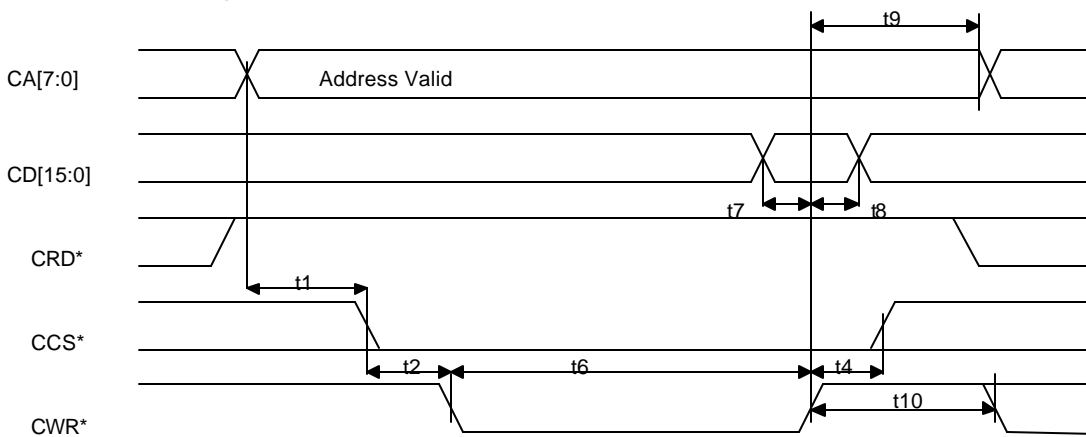 t9
CA[7:0]
Address Valid
CD[15:0]
t7
t8
CRD*
t1
CCS*
t2
t6
t4
t10
CWR*